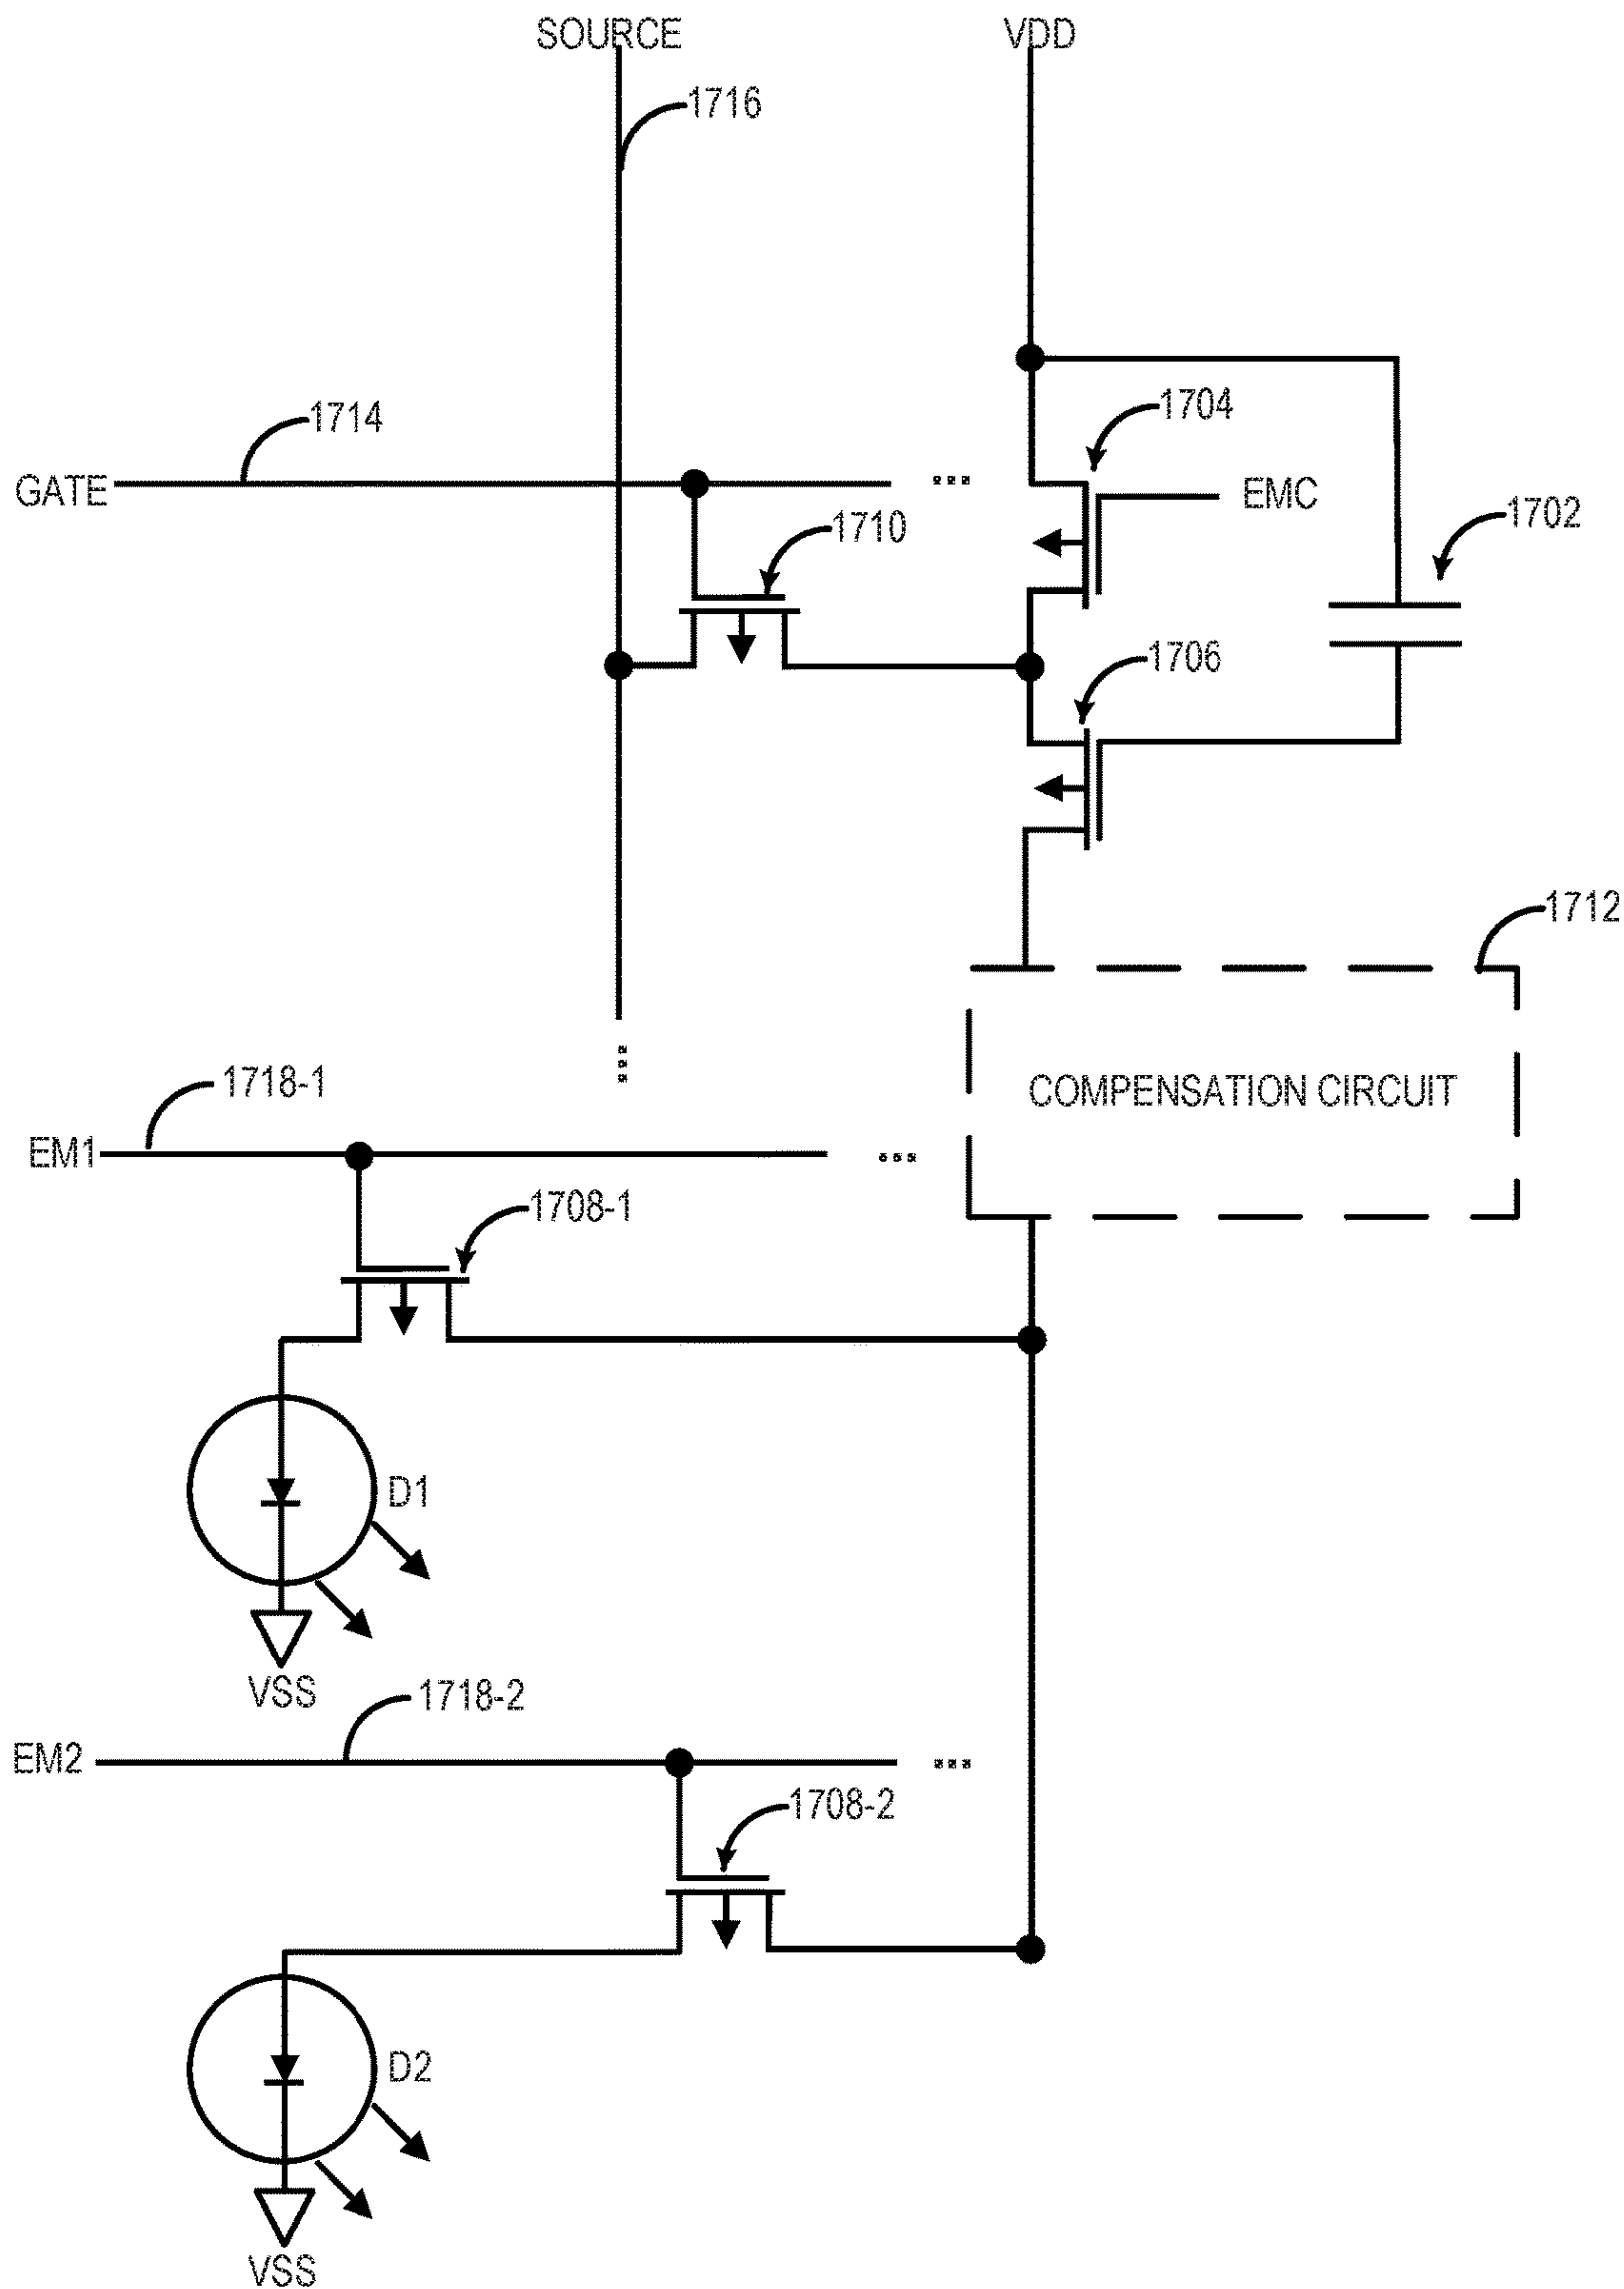 SOURCE
VDD
1716
1704
1714
GATE
...
EMC
1702
1710
1706
1712
...
1718-1
COMPENSATION CIRCUIT
EM1
...
1708-1
D1
VSS
1718-2
EM2
...
1708-2
D2
VSS